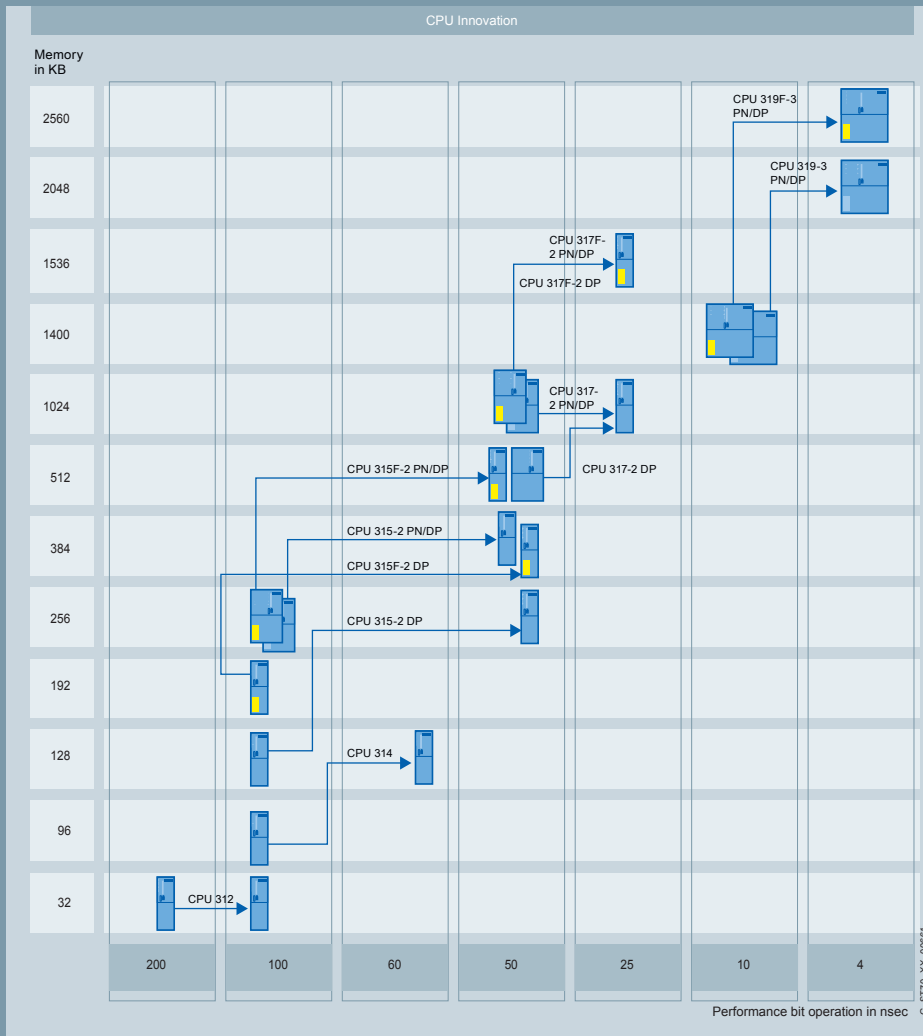 CPU Innovation
Memory
in KB
2560
CPU 319F-3
PN/DP
2048
CPU 319-3
PN/DP
1536
CPU 317F-
2 PN/DP
CPU 317F-2 DP
1400
1024
CPU 317-
2 PN/DP
512
CPU 315F-2 PN/DP
CPU 317-2 DP
384
CPU 315-2 PN/DP
CPU 315F-2 DP
256
CPU 315-2 DP
192
128
CPU 314
96
32
CPU 312
200
100
60
50
25
10
4
Performance bit operation in nsec